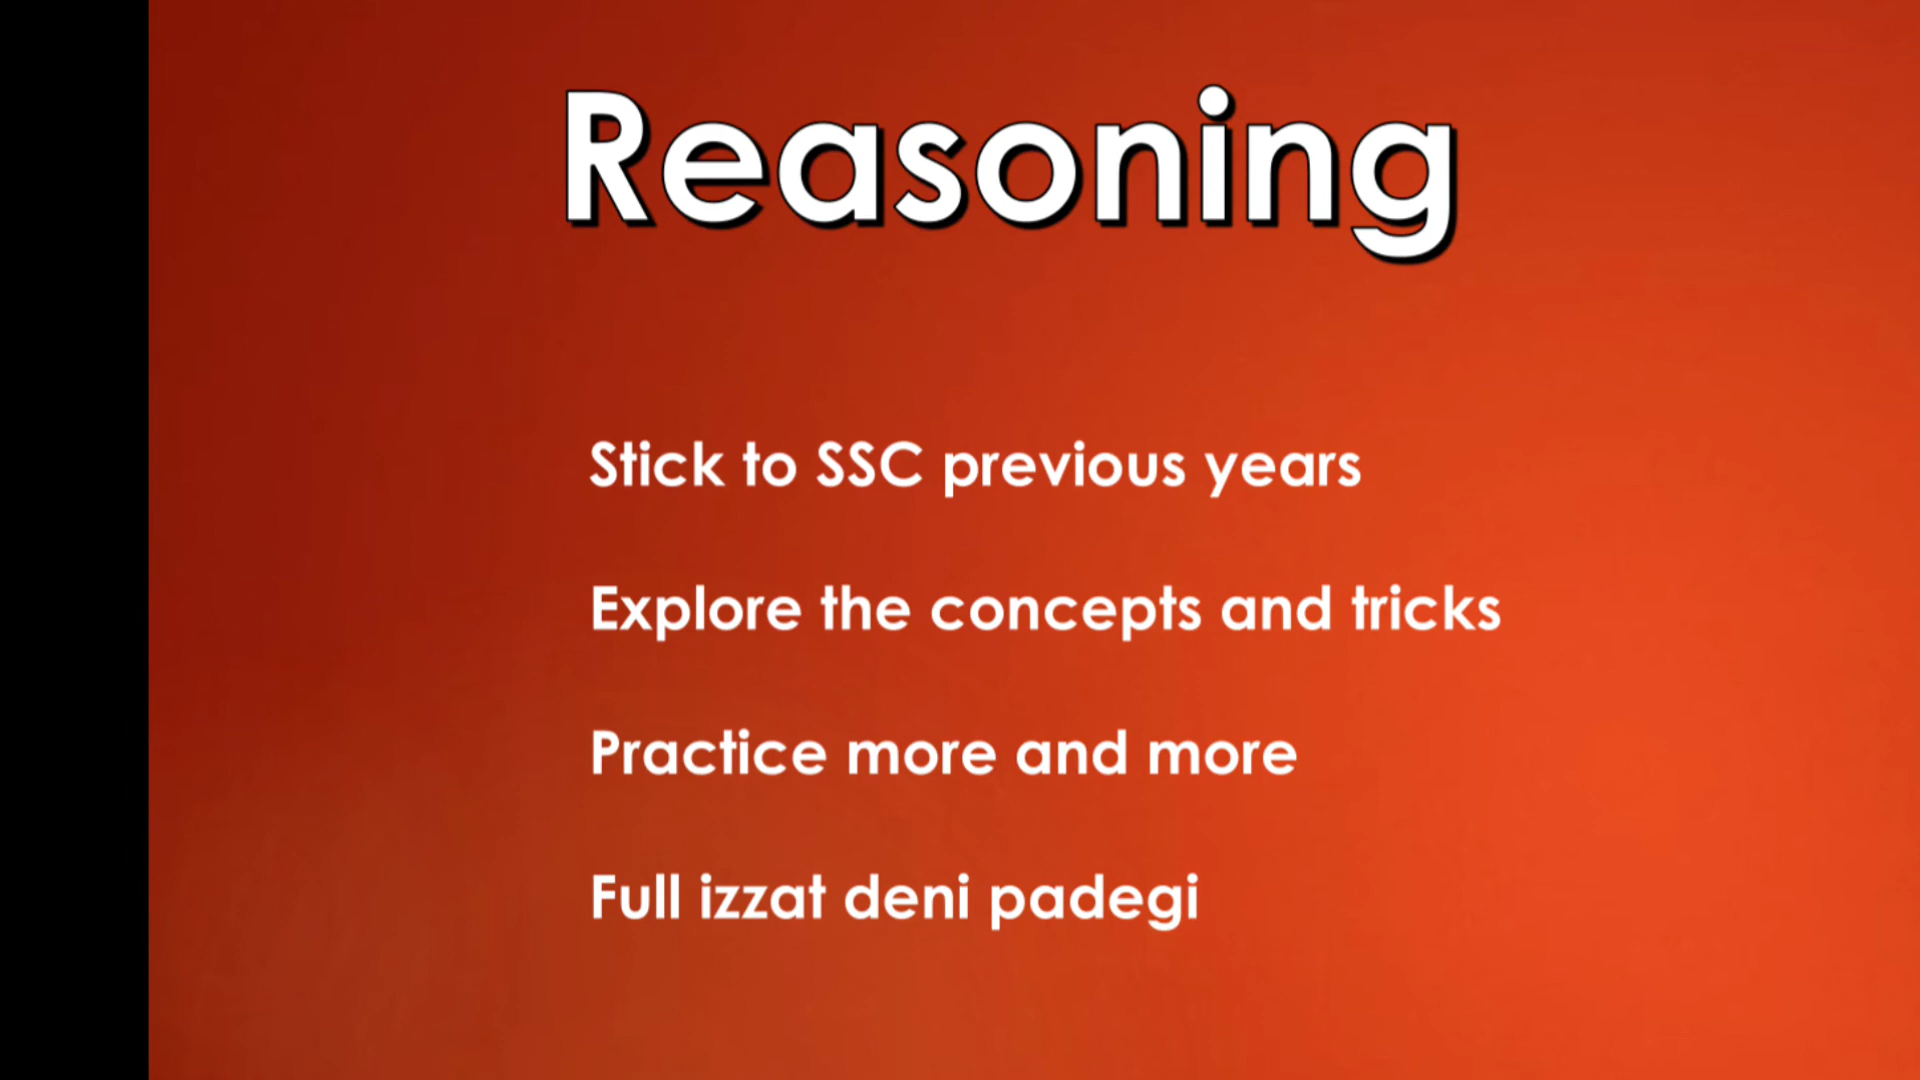 Reasoning
Stick to SSC previous years
Explore the concepts and tricks
Practice more and more
Full izzat deni padegi